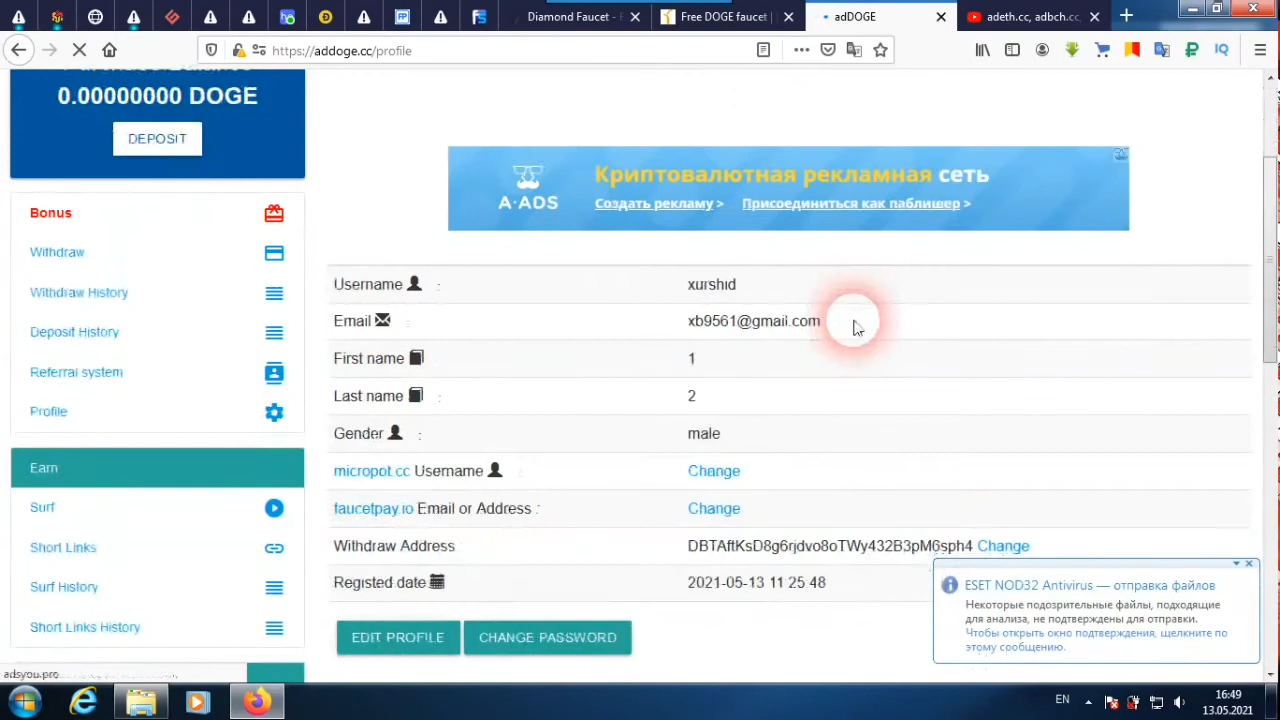 Diamond Faucet - F
Free DOGE faucet
adDOGE
adeth.cc, adbch.cc,
https://addoge.cc/profile
0.00000000 DOGE
DEPOSIT
Bonus
Withdraw
Withdraw History
Deposit History
Referral system
Profile
Earn
Surf
Short Links
Surf History
Short Links History
A-ADS
Криптовалютная рекламная сеть
Создать рекламу > Присоединиться как паблишер >
Username : xurshid
Email : xb9561@gmail.com
First name 1
Last name : 2
Gender : male
micropot.cc Username : Change
faucetpay.io Email or Address : Change
Withdraw Address DBTAftKsD8g6rjdvo8oTWy432B3pM6sph4 Change
Registed date 2021-05-13 11 25 48
EDIT PROFILE CHANGE PASSWORD
ESET NOD32 Antivirus — отправка файлов
Некоторые подозрительные файлы, подходящие
для анализа, не подтверждены для отправки.
Чтобы открыть окно подтверждения, щелкните по
этому сообщению.
adsyou.pro
EN
16:49
13.05.2021